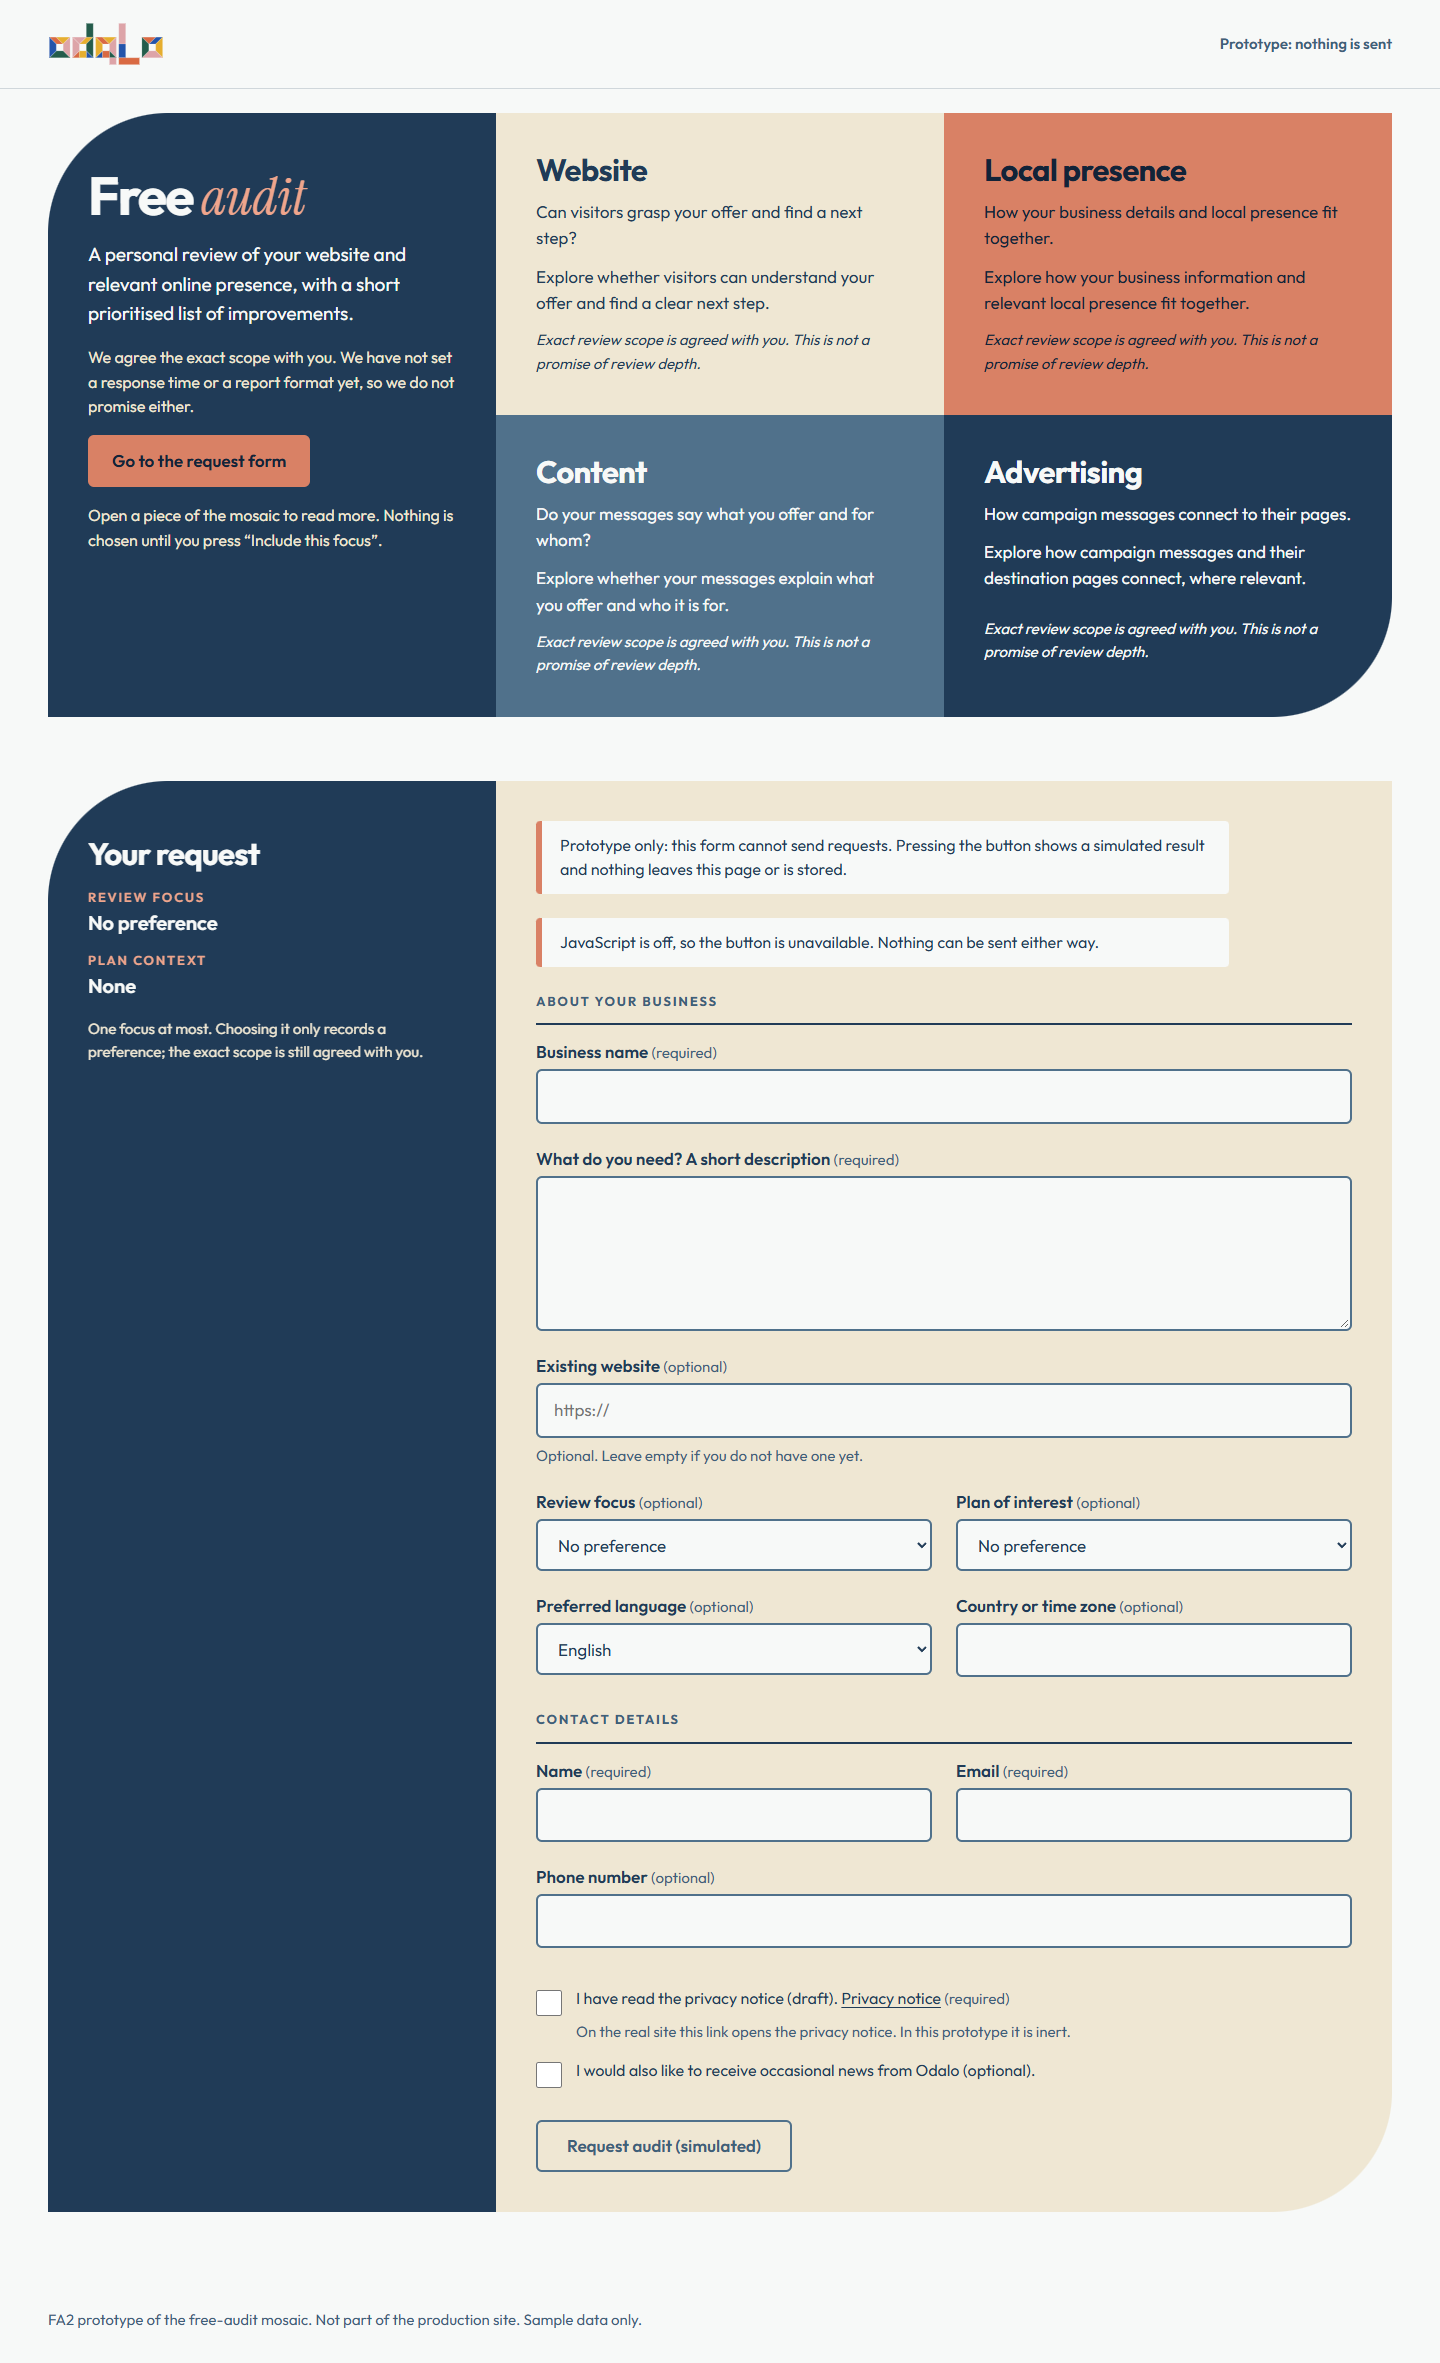 odalo
Prototype: nothing is sent
Free audit
A personal review of your website and
relevant online presence, with a short
prioritised list of improvements.
We agree the exact scope with you. We have not set
a response time or a report format yet, so we do not
promise either.
Go to the request form
Open a piece of the mosaic to read more. Nothing is
chosen until you press “Include this focus”.
Website
Can visitors grasp your offer and find a next
step?
Explore whether visitors can understand your
offer and find a clear next step.
Exact review scope is agreed with you. This is not a
promise of review depth.
Local presence
How your business details and local presence fit
together.
Explore how your business information and
relevant local presence fit together.
Exact review scope is agreed with you. This is not a
promise of review depth.
Content
Do your messages say what you offer and for
whom?
Explore whether your messages explain what
you offer and who it is for.
Exact review scope is agreed with you. This is not a
promise of review depth.
Advertising
How campaign messages connect to their pages.
Explore how campaign messages and their
destination pages connect, where relevant.
Exact review scope is agreed with you. This is not a
promise of review depth.
Your request
REVIEW FOCUS
No preference
PLAN CONTEXT
None
One focus at most. Choosing it only records a
preference; the exact scope is still agreed with you.
Prototype only: this form cannot send requests. Pressing the button shows a simulated result
and nothing leaves this page or is stored.
JavaScript is off, so the button is unavailable. Nothing can be sent either way.
ABOUT YOUR BUSINESS
Business name (required)
What do you need? A short description (required)
Existing website (optional)
https://
Optional. Leave empty if you do not have one yet.
Review focus (optional)
No preference
Plan of interest (optional)
No preference
Preferred language (optional)
English
Country or time zone (optional)
CONTACT DETAILS
Name (required)
Email (required)
Phone number (optional)
I have read the privacy notice (draft). Privacy notice (required)
On the real site this link opens the privacy notice. In this prototype it is inert.
I would also like to receive occasional news from Odalo (optional).
Request audit (simulated)
FA2 prototype of the free-audit mosaic. Not part of the production site. Sample data only.